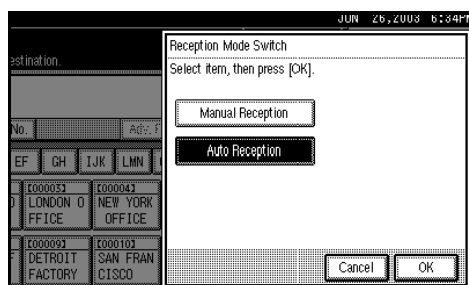 JUN 26,2003 6:34P
Reception Mode Switch
estination.
Select item, then press [OK].
Manual Reception
No. Adv. F
Auto Reception
EF GH IJK LMN
[00003] [00004]
LONDON O NEW YORK
FFICE OFFICE
[00009] [00010]
DETROIT SAN FRAN
FACTORY CISCO
Cancel OK